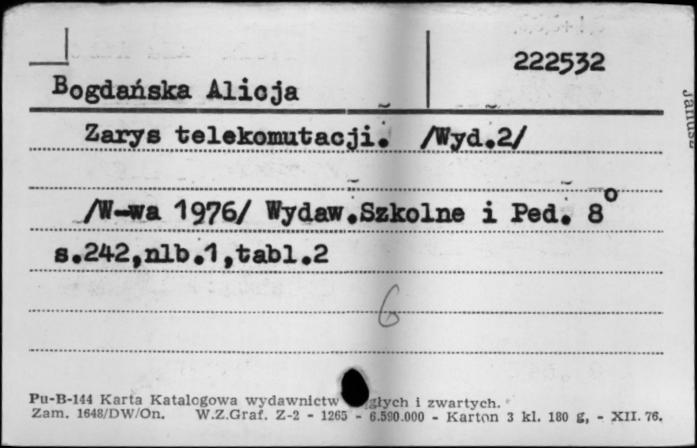 222532
Bogdańska Alicja
Zarys telekomutacji. /Wyd.2/
/W-wa 1976/ Wydaw.Szkolne i Ped. 8°
s.242,nlb.1,tabl.2
6
Pu-B-144 Karta Katalogowa wydawnictw i zwartych.
Zam. 1648/DW/On. W.Z.Graf. Z-2 - 1265 - 6.590.000 - Karton 3 kl. 180 g, - XII. 76.